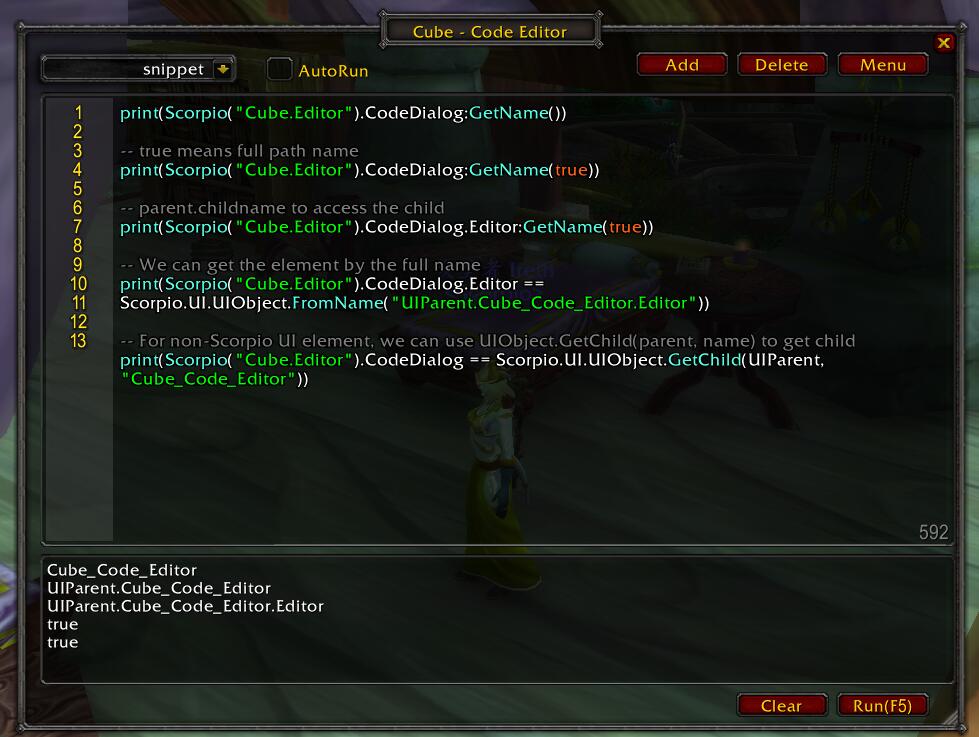 Cube - Code Editor
snippet
AutoRun
Add
Delete
Menu
1 print(Scorpio("Cube.Editor").CodeDialog:GetName())
2
3 -- true means full path name
4 print(Scorpio("Cube.Editor").CodeDialog:GetName(true))
5
6 -- parent.childname to access the child
7 print(Scorpio("Cube.Editor").CodeDialog.Editor:GetName(true))
8
9 -- We can get the element by the full name
10 print(Scorpio("Cube.Editor").CodeDialog.Editor ==
11 Scorpio.UI.UIObject.FromName("UIParent.Cube_Code_Editor.Editor"))
12
13 -- For non-Scorpio UI element, we can use UIObject.GetChild(parent, name) to get child
print(Scorpio("Cube.Editor").CodeDialog == Scorpio.UI.UIObject.GetChild(UIParent,
"Cube_Code_Editor"))
592
Cube_Code_Editor
UIParent.Cube_Code_Editor
UIParent.Cube_Code_Editor.Editor
true
true
Clear
Run(F5)